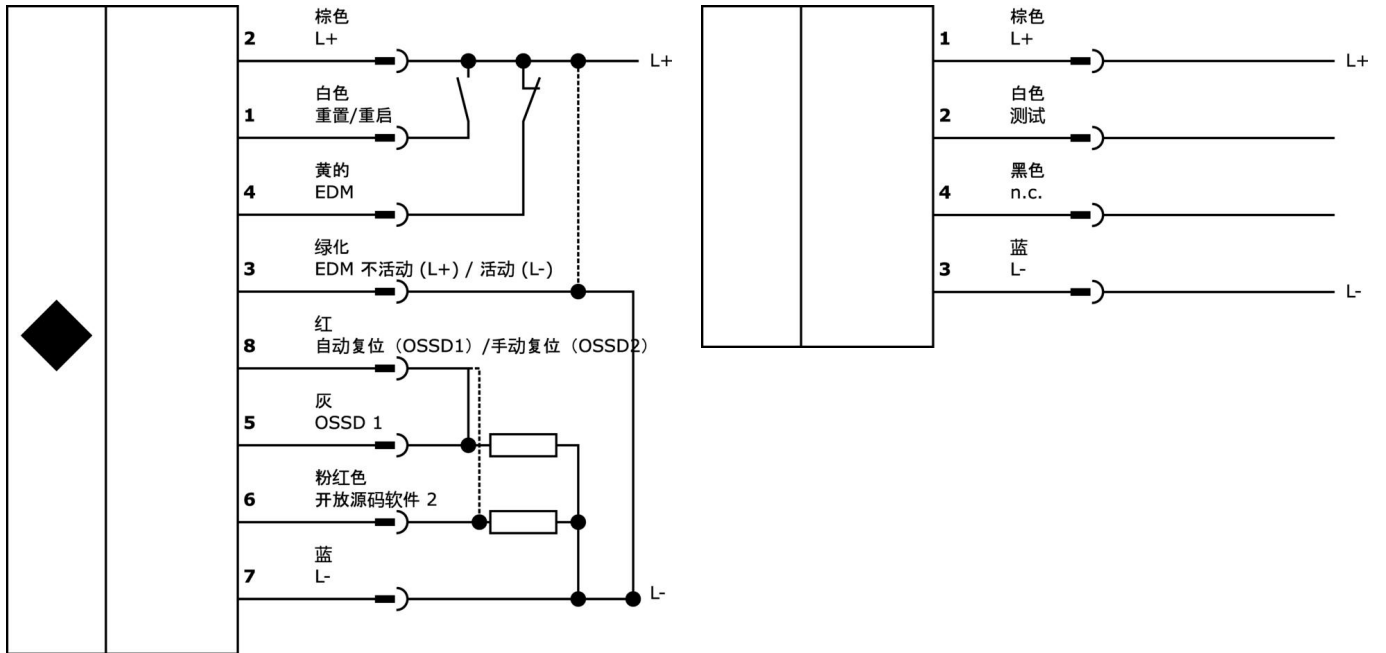 棕色
2 L+
L+
白色
1 重置/重启
黄的
4 EDM
绿化
3 EDM 不活动 (L+) / 活动 (L-)
红
8 自动复位（OSSD1）/手动复位（OSSD2）
灰
5 OSSD 1
粉红色
6 开放源码软件 2
蓝
7 L-
L-
棕色
1 L+
L+
白色
2 测试
黑色
4 n.c.
蓝
3 L-
L-